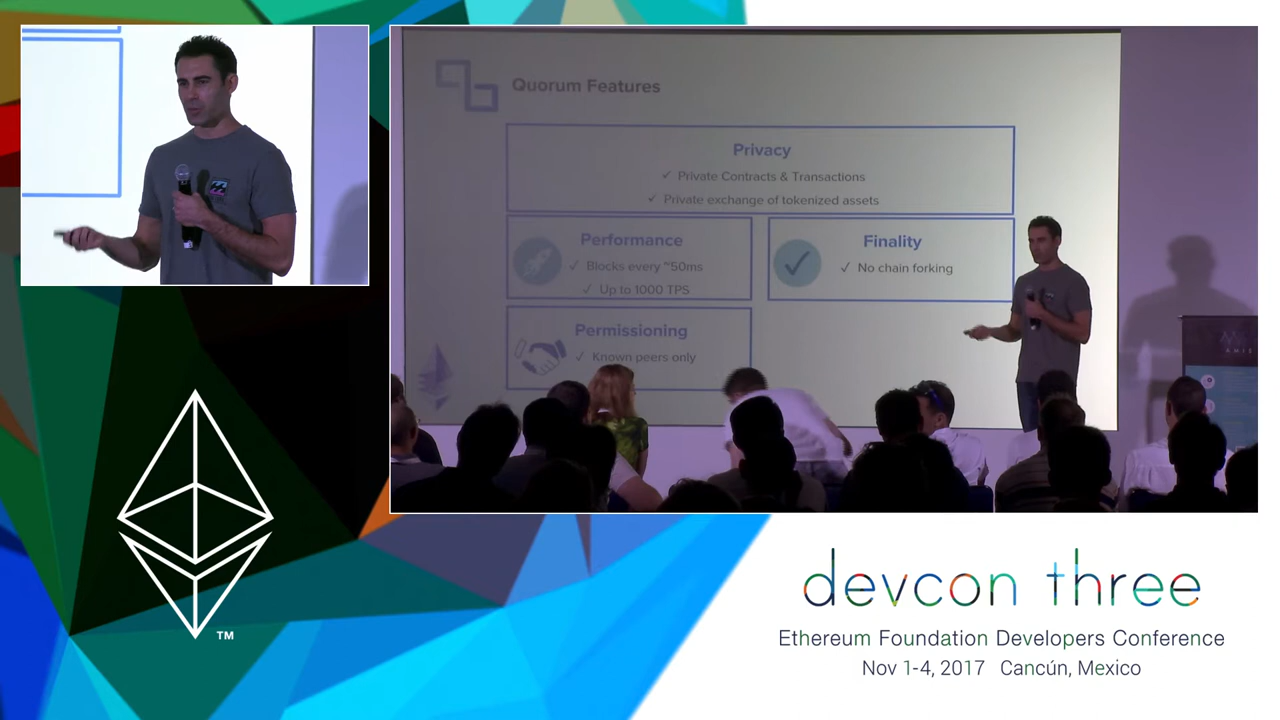 Quorum Features
Privacy
✓ Private Contracts & Transactions
✓ Private exchange of tokenized assets
Performance
✓ Blocks every ~50ms
✓ Up to 1000 TPS
Finality
✓ No chain forking
Permissioning
✓ Known peers only
TM
devcon three
Ethereum Foundation Developers Conference
Nov 1-4, 2017 Cancún, Mexico